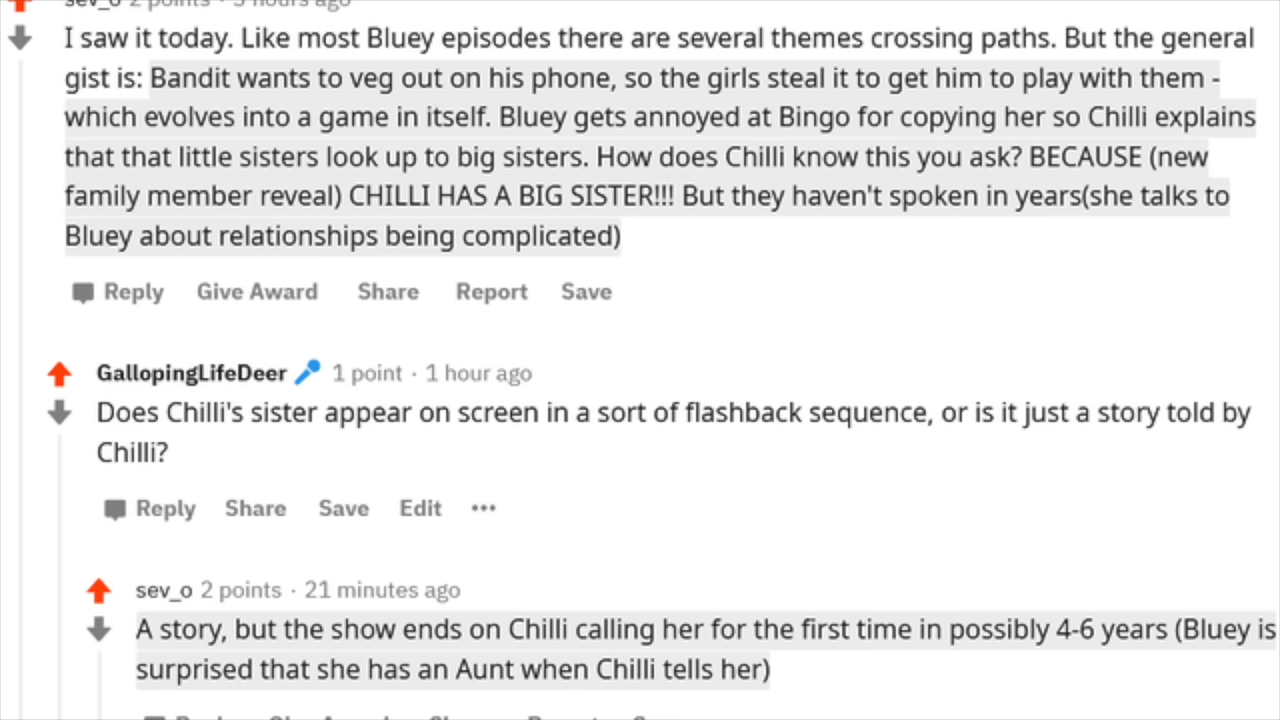 sev_o 2 points · 3 hours ago
I saw it today. Like most Bluey episodes there are several themes crossing paths. But the general
gist is: Bandit wants to veg out on his phone, so the girls steal it to get him to play with them -
which evolves into a game in itself. Bluey gets annoyed at Bingo for copying her so Chilli explains
that that little sisters look up to big sisters. How does Chilli know this you ask? BECAUSE (new
family member reveal) CHILLI HAS A BIG SISTER!!! But they haven't spoken in years(she talks to
Bluey about relationships being complicated)
Reply Give Award Share Report Save
GallopingLifeDeer 1 point · 1 hour ago
Does Chilli's sister appear on screen in a sort of flashback sequence, or is it just a story told by
Chilli?
Reply Share Save Edit •••
sev_o 2 points · 21 minutes ago
A story, but the show ends on Chilli calling her for the first time in possibly 4-6 years (Bluey is
surprised that she has an Aunt when Chilli tells her)